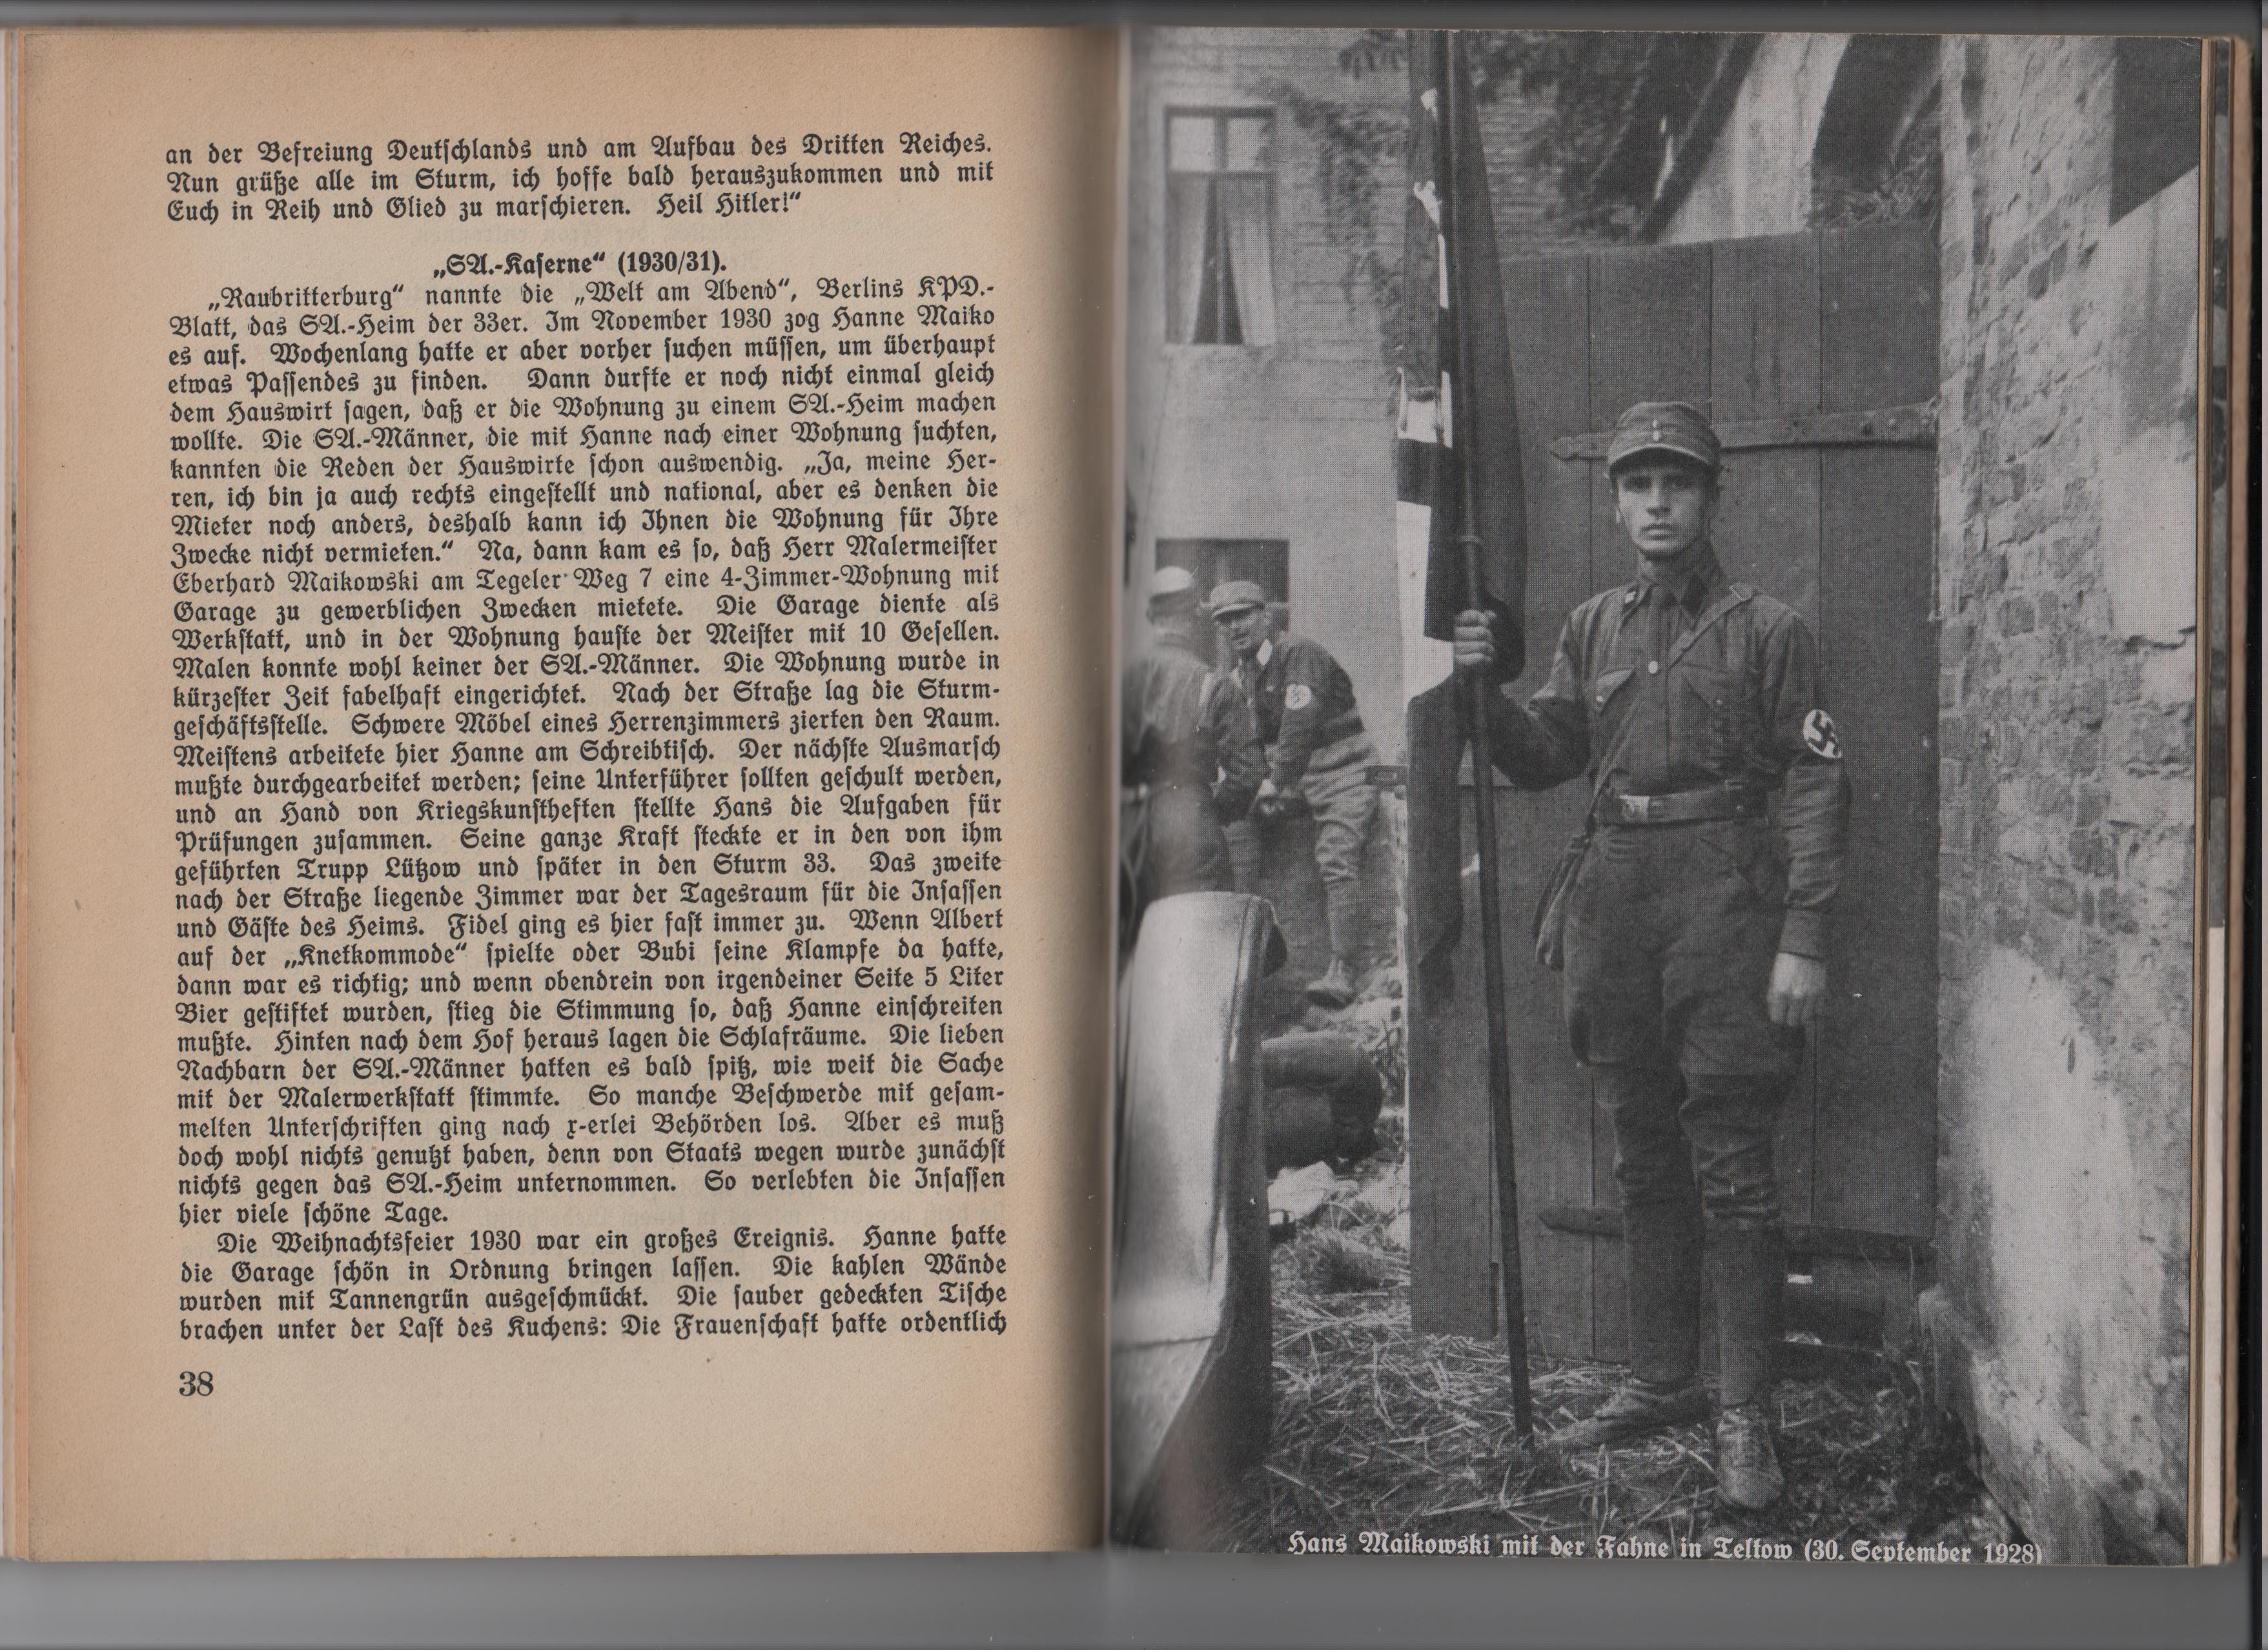 an der Befreiung Deutschlands und am Aufbau des Dritten Reiches.
Nun grüße alle im Sturm, ich hoffe bald herauszukommen und mit
Euch in Reih und Glied zu marschieren. Heil Hitler!“
„SA.-Kaserne“ (1930/31).
„Raubritterburg“ nannte die „Welt am Abend“, Berlins KPD.-
Blatt, das SA.-Heim der 33er. Im November 1930 zog Hanne Maiko
es auf. Wochenlang hatte er aber vorher suchen müssen, um überhaupt
etwas Passendes zu finden. Dann durfte er noch nicht einmal gleich
dem Hauswirt sagen, daß er die Wohnung zu einem SA.-Heim machen
wollte. Die SA.-Männer, die mit Hanne nach einer Wohnung suchten,
kannten die Reden der Hauswirte schon auswendig. „Ja, meine Her-
ren, ich bin ja auch rechts eingestellt und national, aber es denken die
Mieter noch anders, deshalb kann ich Ihnen die Wohnung für Ihre
Zwecke nicht vermieten.“ Na, dann kam es so, daß Herr Malermeister
Eberhard Maikowski am Tegeler Weg 7 eine 4-Zimmer-Wohnung mit
Garage zu gewerblichen Zwecken mietete. Die Garage diente als
Werkstatt, und in der Wohnung hauste der Meister mit 10 Gesellen.
Malen konnte wohl keiner der SA.-Männer. Die Wohnung wurde in
kürzester Zeit fabelhaft eingerichtet. Nach der Straße lag die Sturm-
geschäftsstelle. Schwere Möbel eines Herrenzimmers zierten den Raum.
Meistens arbeitete hier Hanne am Schreibtisch. Der nächste Ausmarsch
mußte durchgearbeitet werden; seine Unterführer sollten geschult werden,
und an Hand von Kriegskunstheften stellte Hans die Aufgaben für
Prüfungen zusammen. Seine ganze Kraft steckte er in den von ihm
geführten Trupp Lützow und später in den Sturm 33. Das zweite
nach der Straße liegende Zimmer war der Tagesraum für die Insassen
und Gäste des Heims. Fidel ging es hier fast immer zu. Wenn Albert
auf der „Knetkommode“ spielte oder Bubi seine Klampfe da hatte,
dann war es richtig; und wenn obendrein von irgendeiner Seite 5 Liter
Bier gestiftet wurden, stieg die Stimmung so, daß Hanne einschreiten
mußte. Hinten nach dem Hof heraus lagen die Schlafräume. Die lieben
Nachbarn der SA.-Männer hatten es bald spitz, wie weit die Sache
mit der Malerwerkstatt stimmte. So manche Beschwerde mit gesam-
melten Unterschriften ging nach x-erlei Behörden los. Aber es muß
doch wohl nichts genutzt haben, denn von Staats wegen wurde zunächst
nichts gegen das SA.-Heim unternommen. So verlebten die Insassen
hier viele schöne Tage.
Die Weihnachtsfeier 1930 war ein großes Ereignis. Hanne hatte
die Garage schön in Ordnung bringen lassen. Die kahlen Wände
wurden mit Tannengrün ausgeschmückt. Die sauber gedeckten Tische
brachen unter der Last des Kuchens: Die Frauenschaft hatte ordentlich
38
Hans Maikowski mit der Fahne in Teltow (30. September 1928)